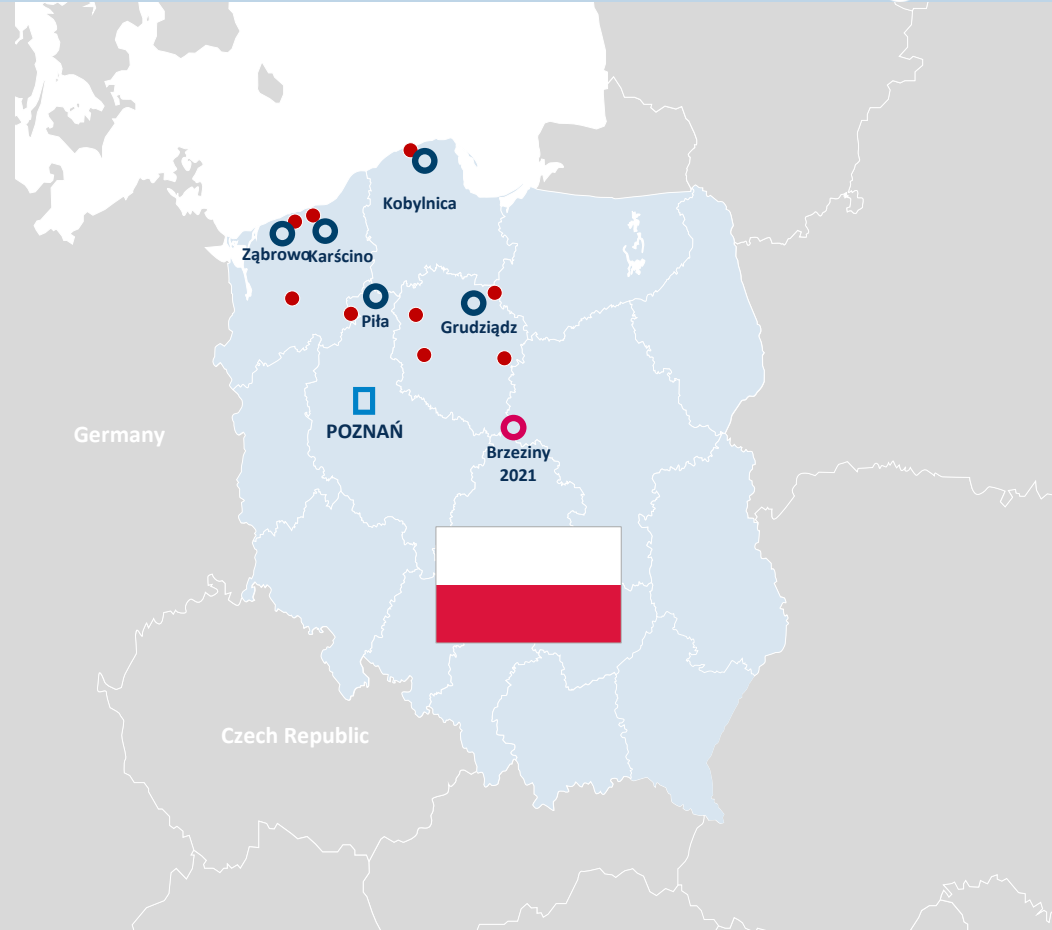 Kobylnica
Ząbrowo
Karścino
Piła
Grudziądz
POZNAŃ
Germany
Brzeziny
2021
Czech Republic